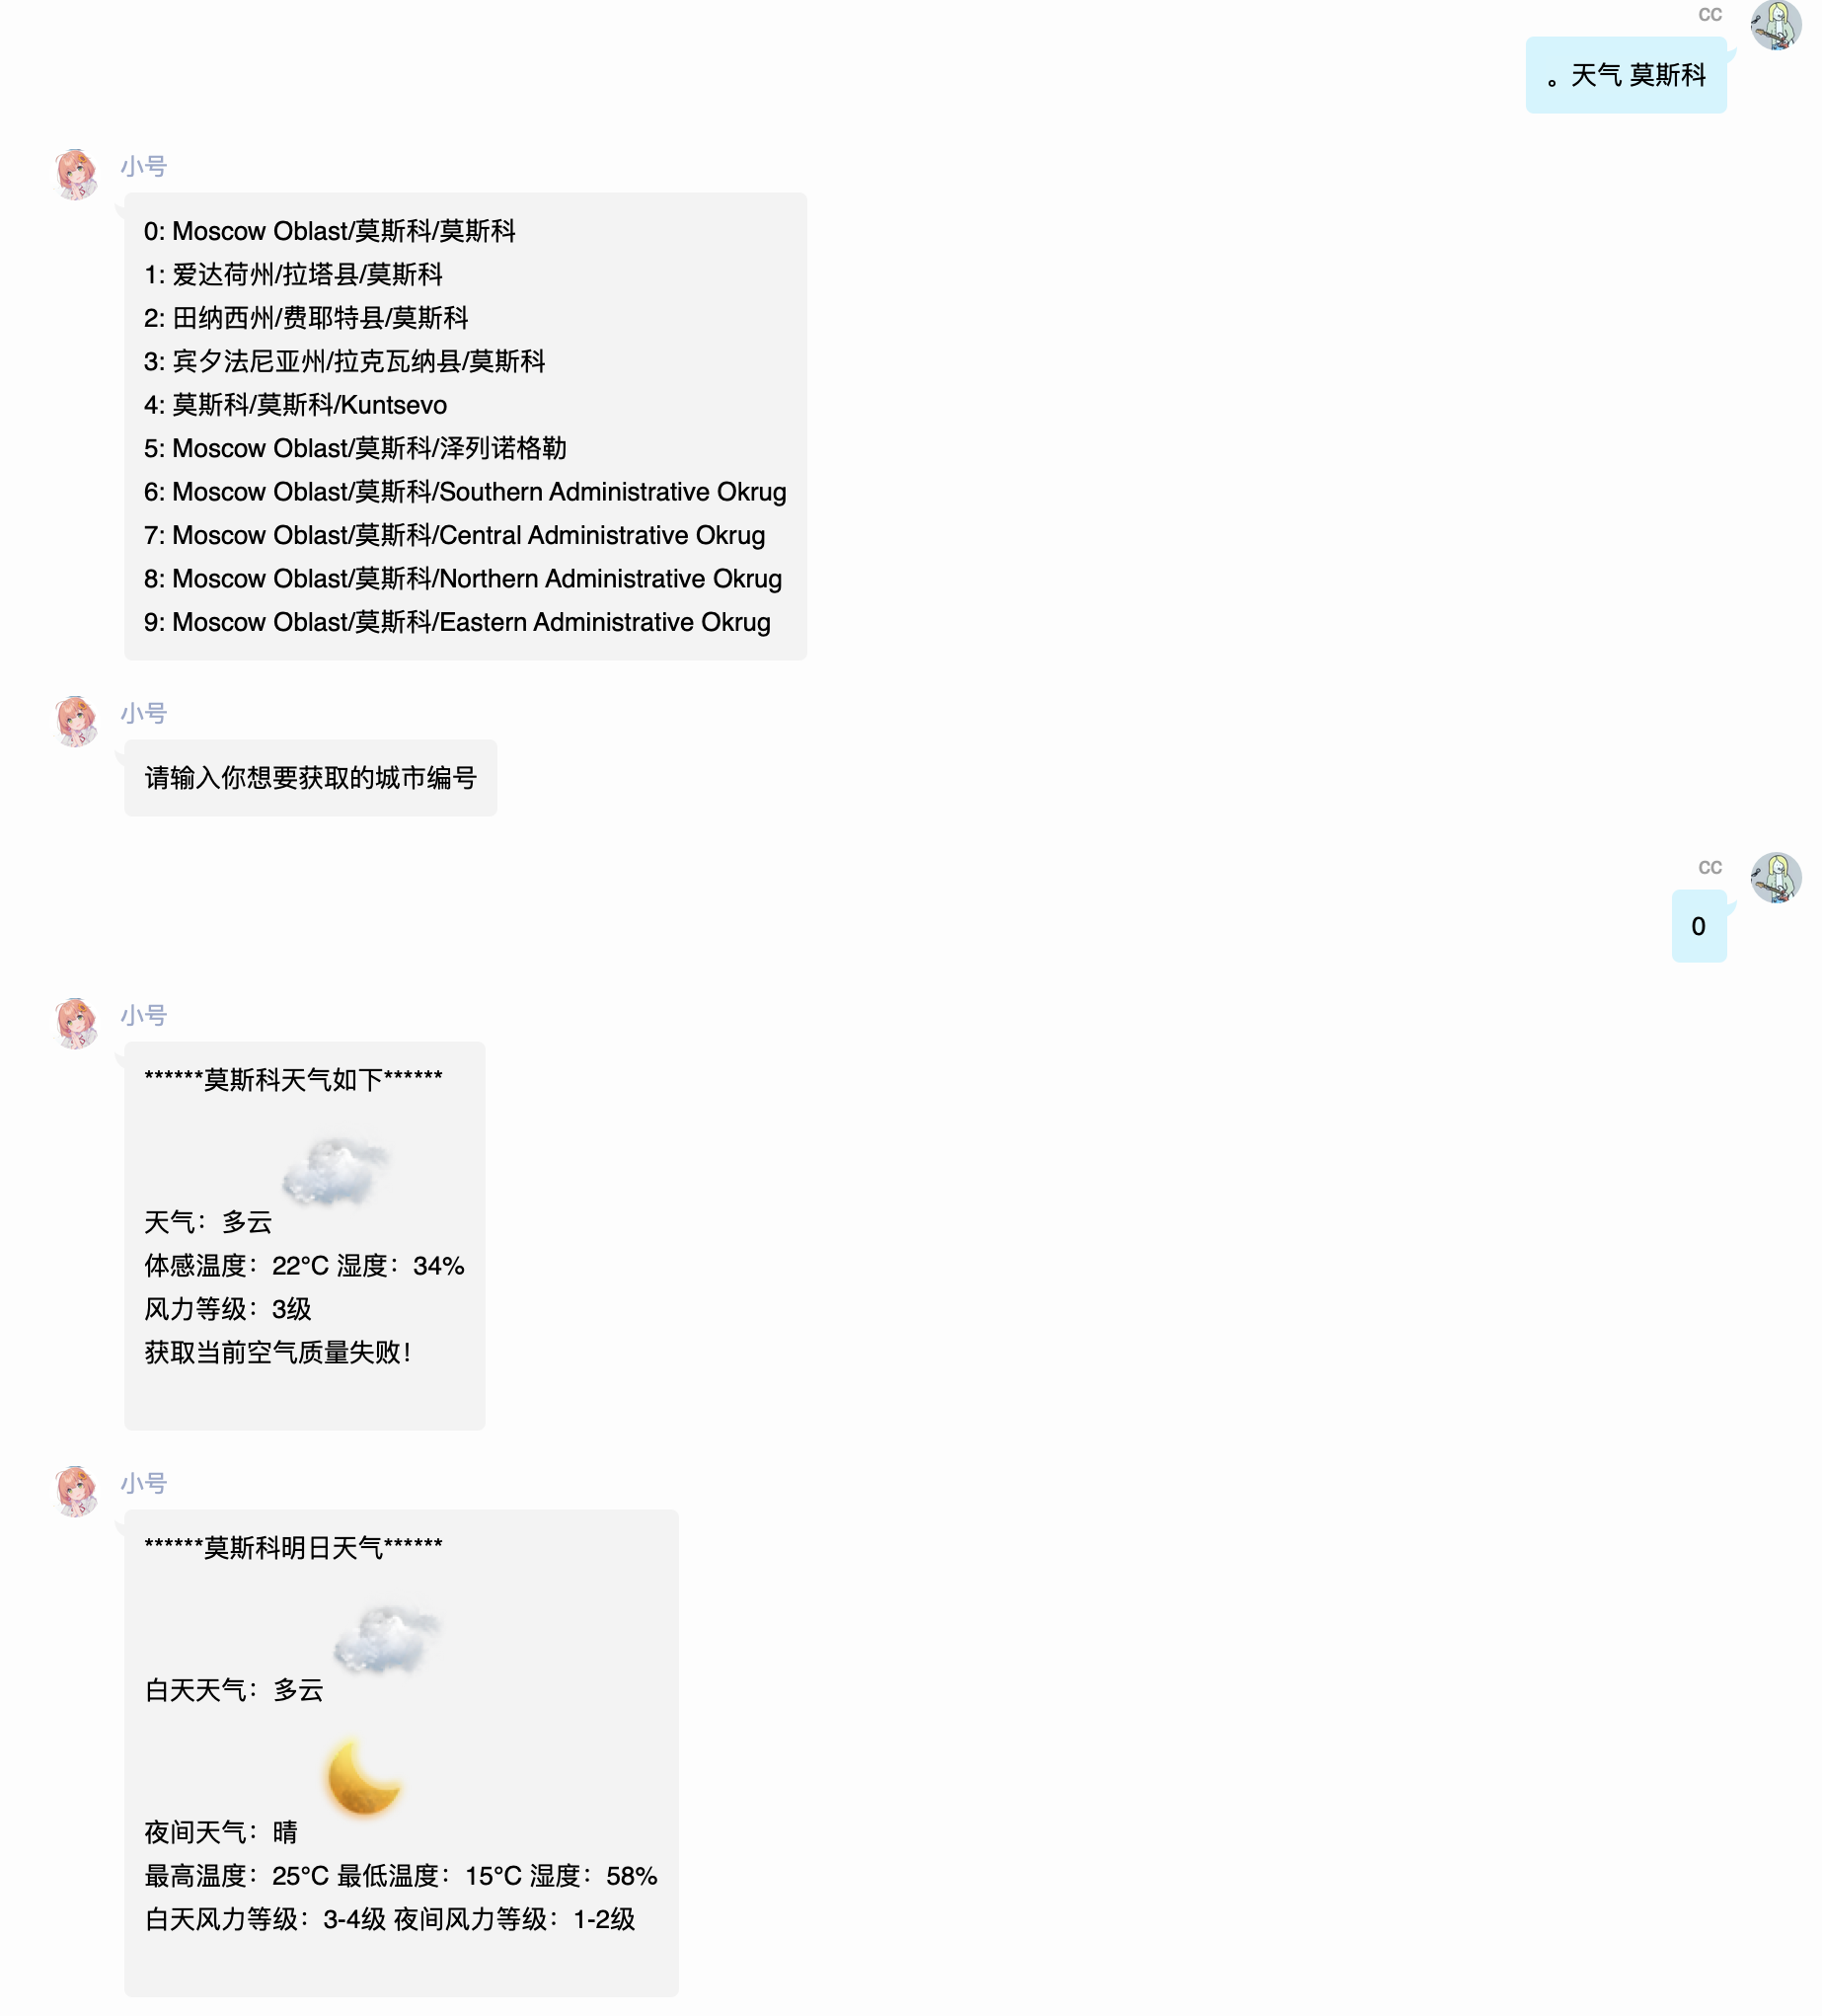 CC
。天气 莫斯科
小号
0: Moscow Oblast/莫斯科/莫斯科
1: 爱达荷州/拉塔县/莫斯科
2: 田纳西州/费耶特县/莫斯科
3: 宾夕法尼亚州/拉克瓦纳县/莫斯科
4: 莫斯科/莫斯科/Kuntsevo
5: Moscow Oblast/莫斯科/泽列诺格勒
6: Moscow Oblast/莫斯科/Southern Administrative Okrug
7: Moscow Oblast/莫斯科/Central Administrative Okrug
8: Moscow Oblast/莫斯科/Northern Administrative Okrug
9: Moscow Oblast/莫斯科/Eastern Administrative Okrug
小号
请输入你想要获取的城市编号
CC
0
小号
******莫斯科天气如下******
天气：多云
体感温度：22°C 湿度：34%
风力等级：3级
获取当前空气质量失败！
小号
******莫斯科明日天气******
白天天气：多云
夜间天气：晴
最高温度：25°C 最低温度：15°C 湿度：58%
白天风力等级：3-4级 夜间风力等级：1-2级